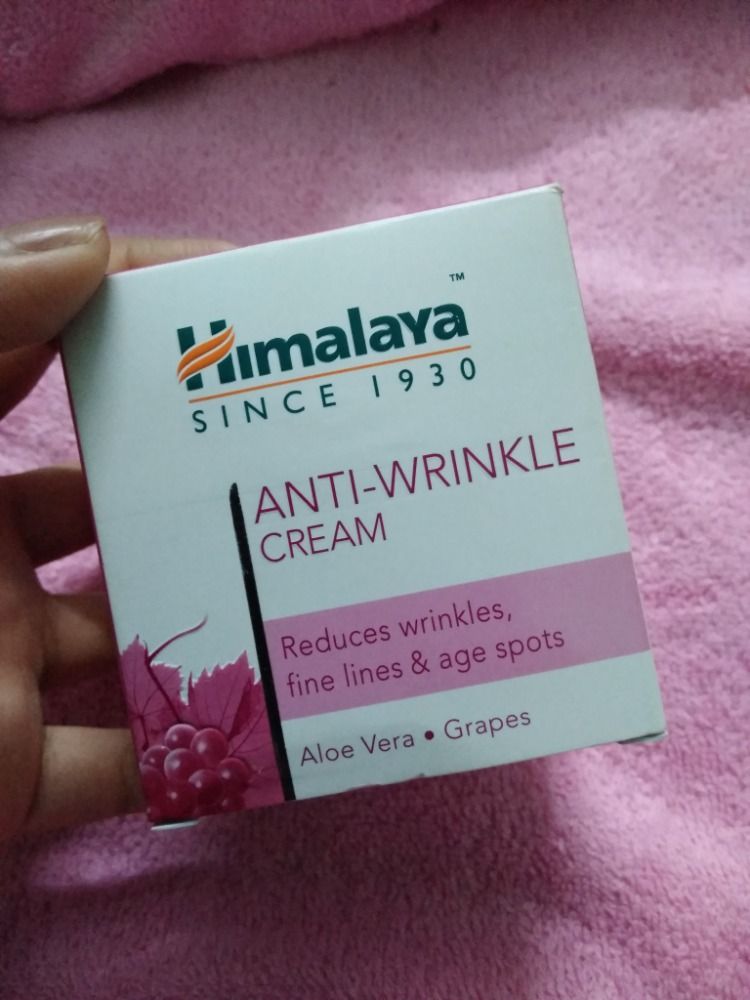 Himalaya™
SINCE 1930
ANTI-WRINKLE
CREAM
Reduces wrinkles,
fine lines & age spots
Aloe Vera • Grapes